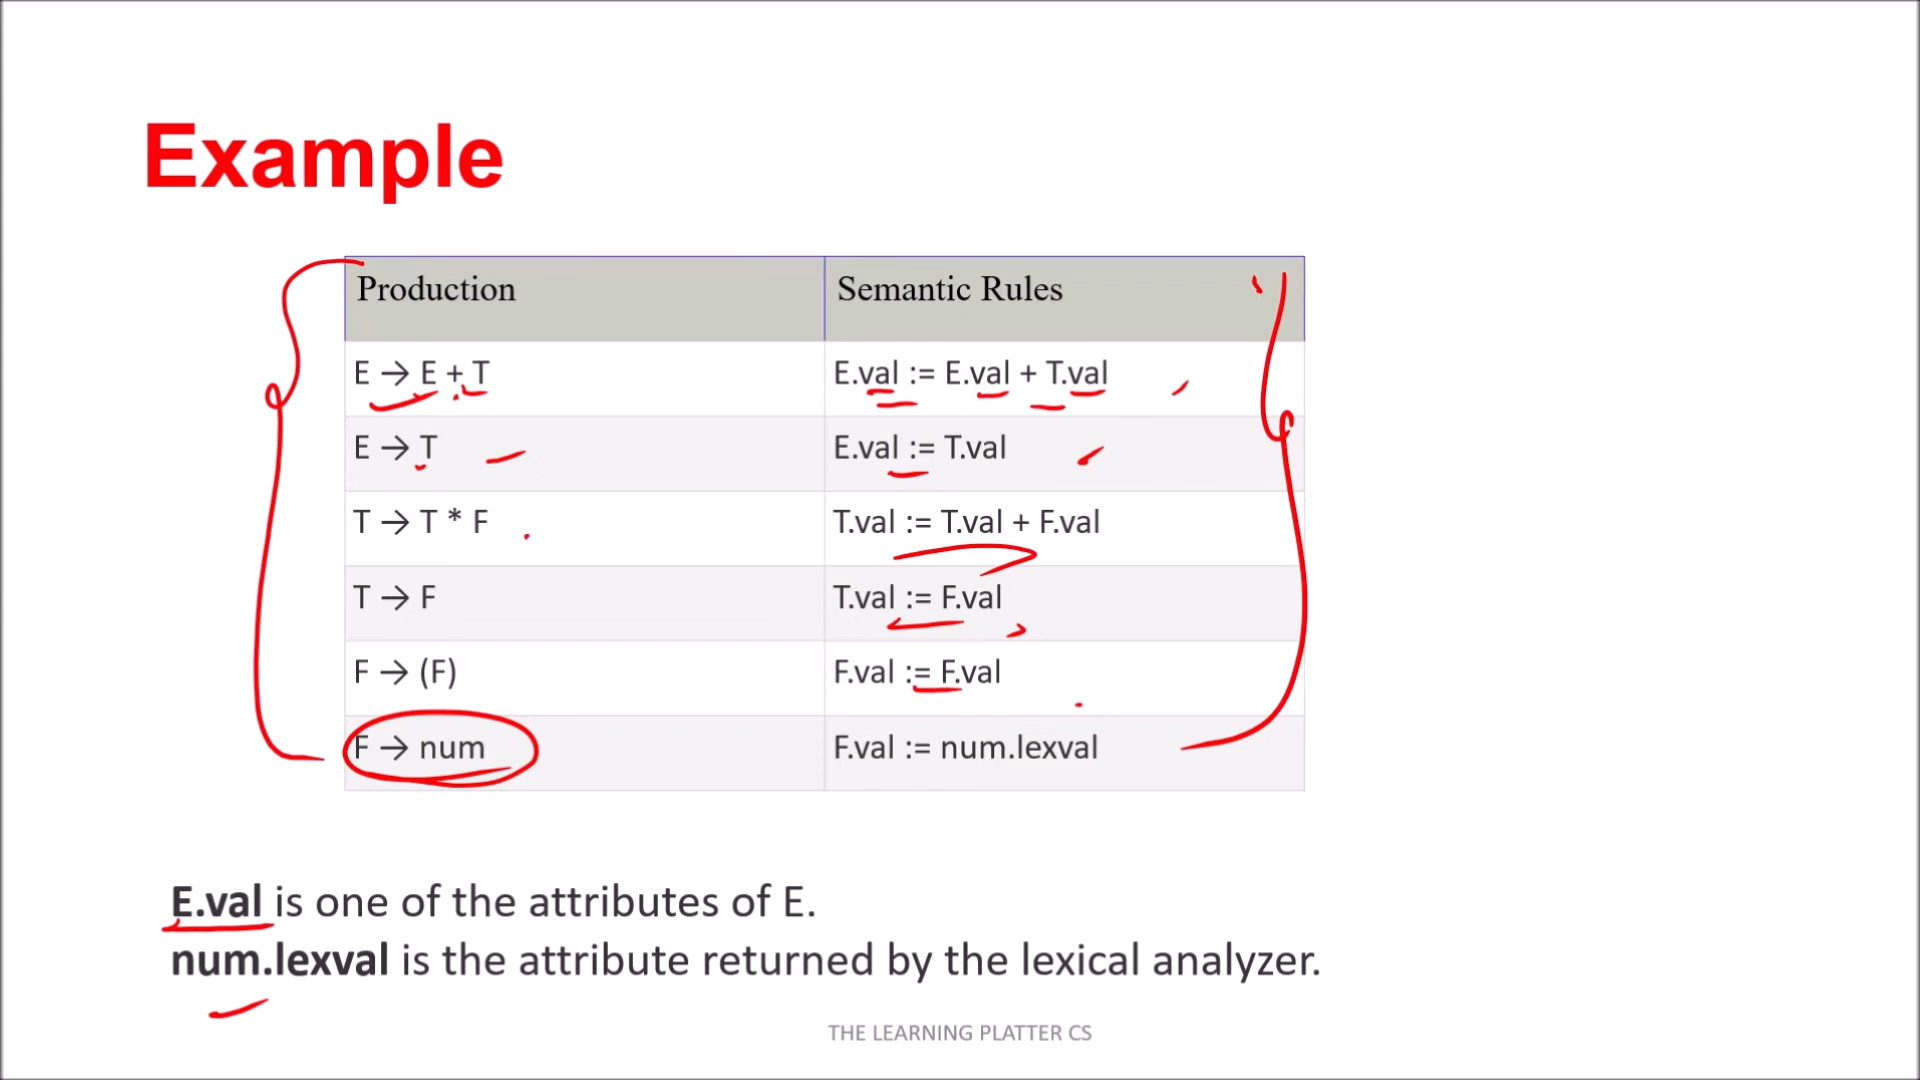 Example
Production Semantic Rules
E → E + T E.val := E.val + T.val
E → T E.val := T.val
T → T * F T.val := T.val + F.val
T → F T.val := F.val
F → (F) F.val := F.val
F → num F.val := num.lexval
E.val is one of the attributes of E.
num.lexval is the attribute returned by the lexical analyzer.
THE LEARNING PLATTER CS